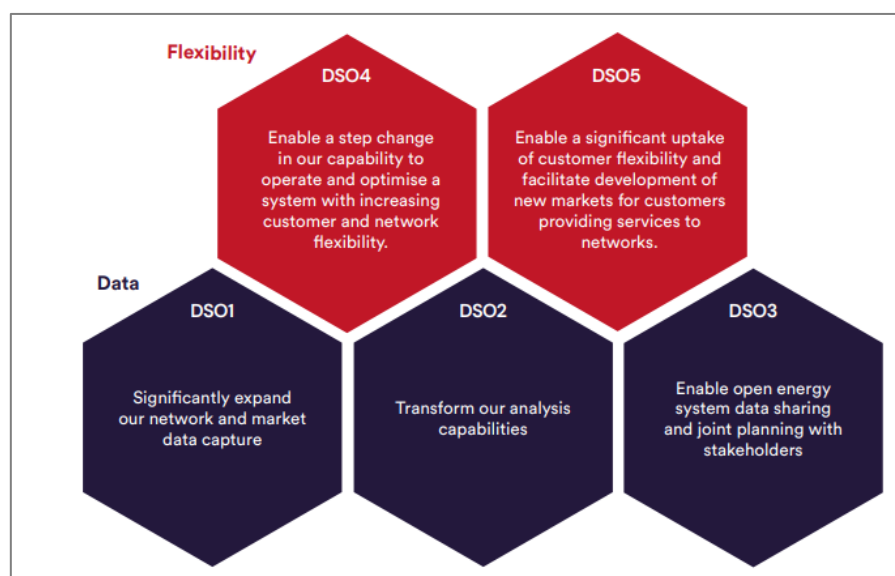 Flexibility
DSO4
Enable a step change
in our capability to
operate and optimise a
system with increasing
customer and network
flexibility.
DSO5
Enable a significant uptake
of customer flexibility and
facilitate development of
new markets for customers
providing services to
networks.
Data
DSO1
Significantly expand
our network and market
data capture
DSO2
Transform our analysis
capabilities
DSO3
Enable open energy
system data sharing
and joint planning with
stakeholders